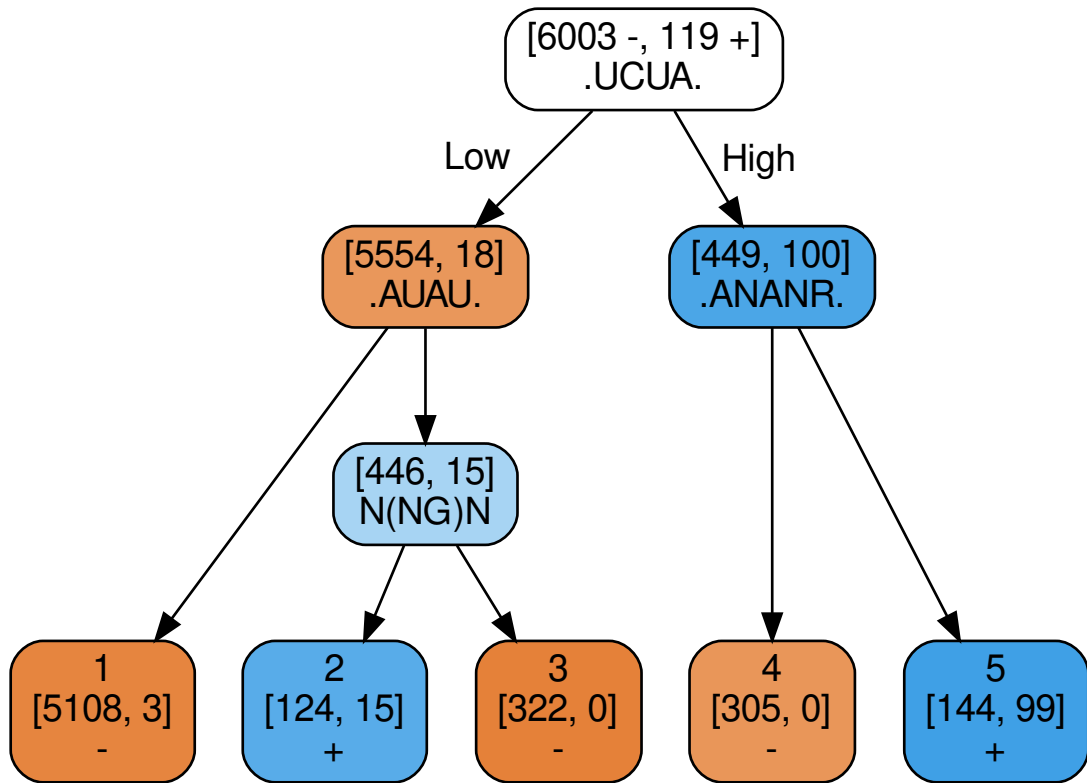 [6003 -, 119 +]
.UCUA.
Low
High
[5554, 18]
.AUAU.
[449, 100]
.ANANR.
[446, 15]
N(NG)N
1
[5108, 3]
-
2
[124, 15]
+
3
[322, 0]
-
4
[305, 0]
-
5
[144, 99]
+